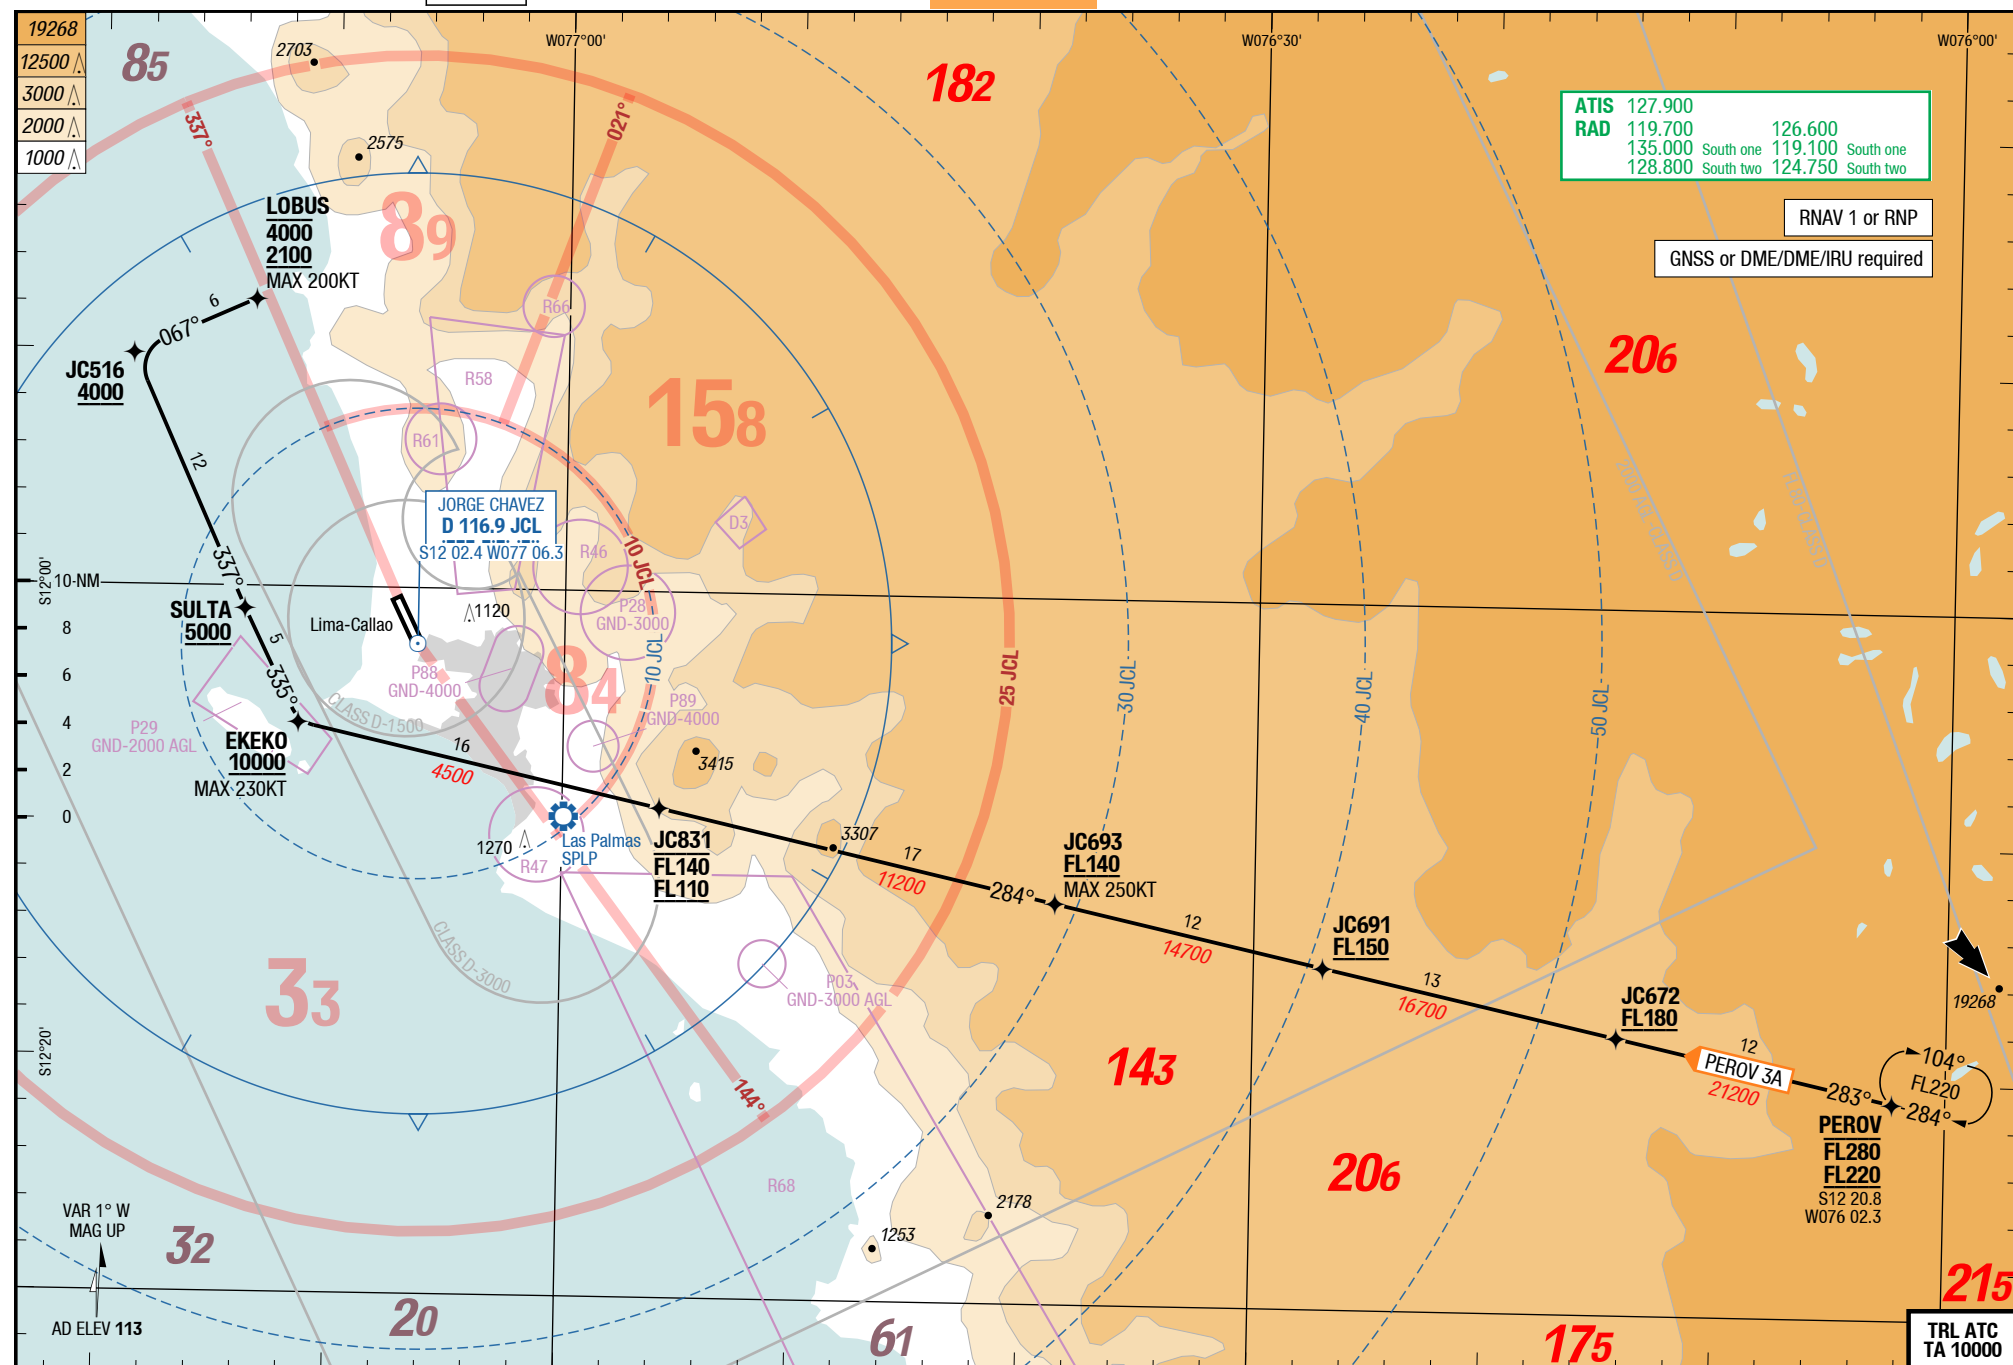 19268
12500
3000
2000
1000
85
2703
2575
337°
021°
W077°00'
W076°30'
W076°00'
182
ATIS 127.900
RAD 119.700 126.600
135.000 South one 119.100 South one
128.800 South two 124.750 South two
RNAV 1 or RNP
GNSS or DME/DME/IRU required
LOBUS
4000
2100
MAX 200KT
89
6
067°
JC516
4000
R66
R58
R61
158
206
12
JORGE CHAVEZ
D 116.9 JCL
S12 02.4 W077 06.3
R46
D3
10 JCL
2000 AGL-CLASS D
FL80-CLASS D
S12°00'
10-NM
8
6
4
2
0
337°
SULTA
5000
5
335°
Lima-Callao
1120
P28
GND-3000
84
10 JCL
P88
GND-4000
P89
GND-4000
25 JCL
30 JCL
40 JCL
50 JCL
CLASS D-1500
P29
GND-2000 AGL
EKEKO
10000
MAX 230KT
16
4500
3415
3307
1270
Las Palmas
SPLP
R47
JC831
FL140
FL110
17
11200
284°
JC693
FL140
MAX 250KT
12
14700
JC691
FL150
13
16700
JC672
FL180
12
PEROV 3A
21200
283°
104°
FL220
284°
19268
PEROV
FL280
FL220
S12 20.8
W076 02.3
CLASS D-3000
33
P03
GND-3000 AGL
S12°20'
144°
143
206
R68
2178
1253
VAR 1° W
MAG UP
32
20
61
175
215
AD ELEV 113
TRL ATC
TA 10000